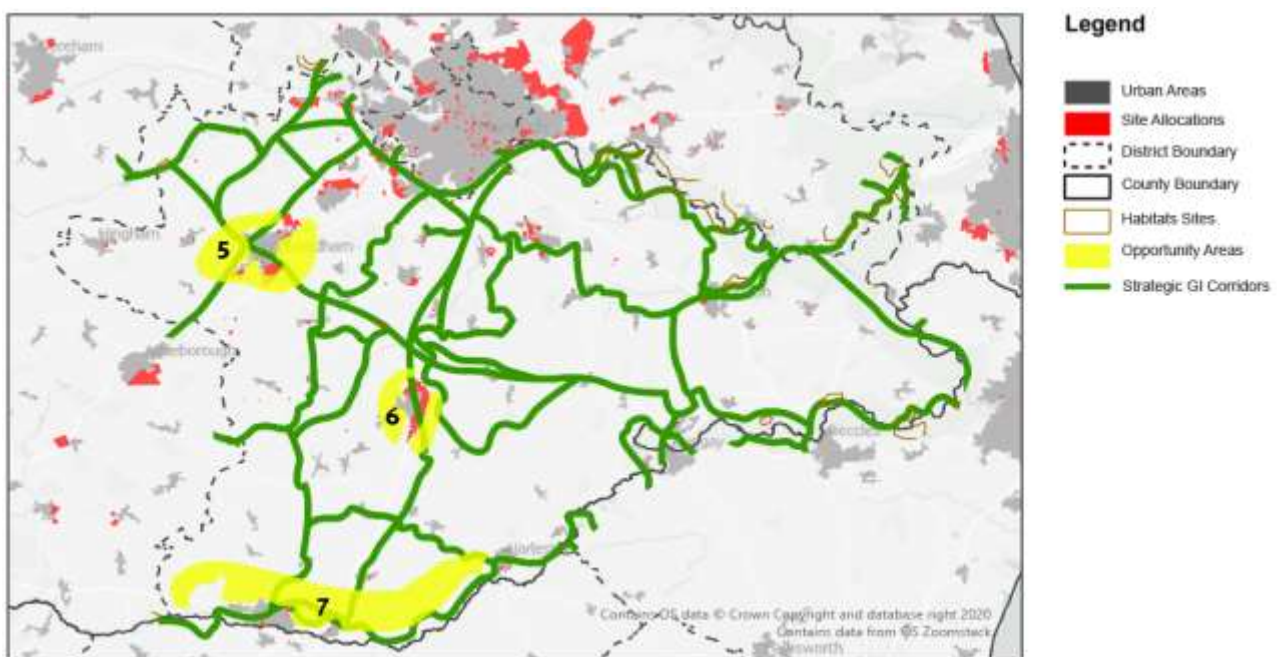 Legend
Urban Areas
Site Allocations
District Boundary
County Boundary
Habitats Sites
Opportunity Areas
Strategic GI Corridors
5
6
7
Contains OS data © Crown Copyright and database right 2020
Contains data from OS Zoomstack